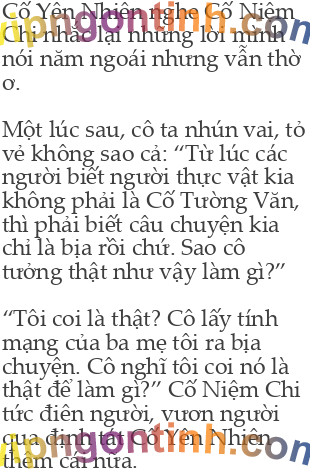 Cố Yên Nhiên nghe Cố Niệm
Chi nhắc lại những lời mình
nói năm ngoái nhưng vẫn thờ
ơ.
Một lúc sau, cô ta nhún vai, tỏ
vẻ không sao cả: “Từ lúc các
người biết người thực vật kia
không phải là Cố Tường Văn,
thì phải biết câu chuyện kia
chỉ là bịa rồi chứ. Sao cô
tưởng thật như vậy làm gì?”
“Tôi coi là thật? Cô lấy tính
mạng của ba mẹ tôi ra bịa
chuyện. Cô nghĩ tôi coi nó là
thật để làm gì?” Cố Niệm Chi
tức điên người, vươn người
qua định tát Cố Yên Nhiên
thêm cái nữa.